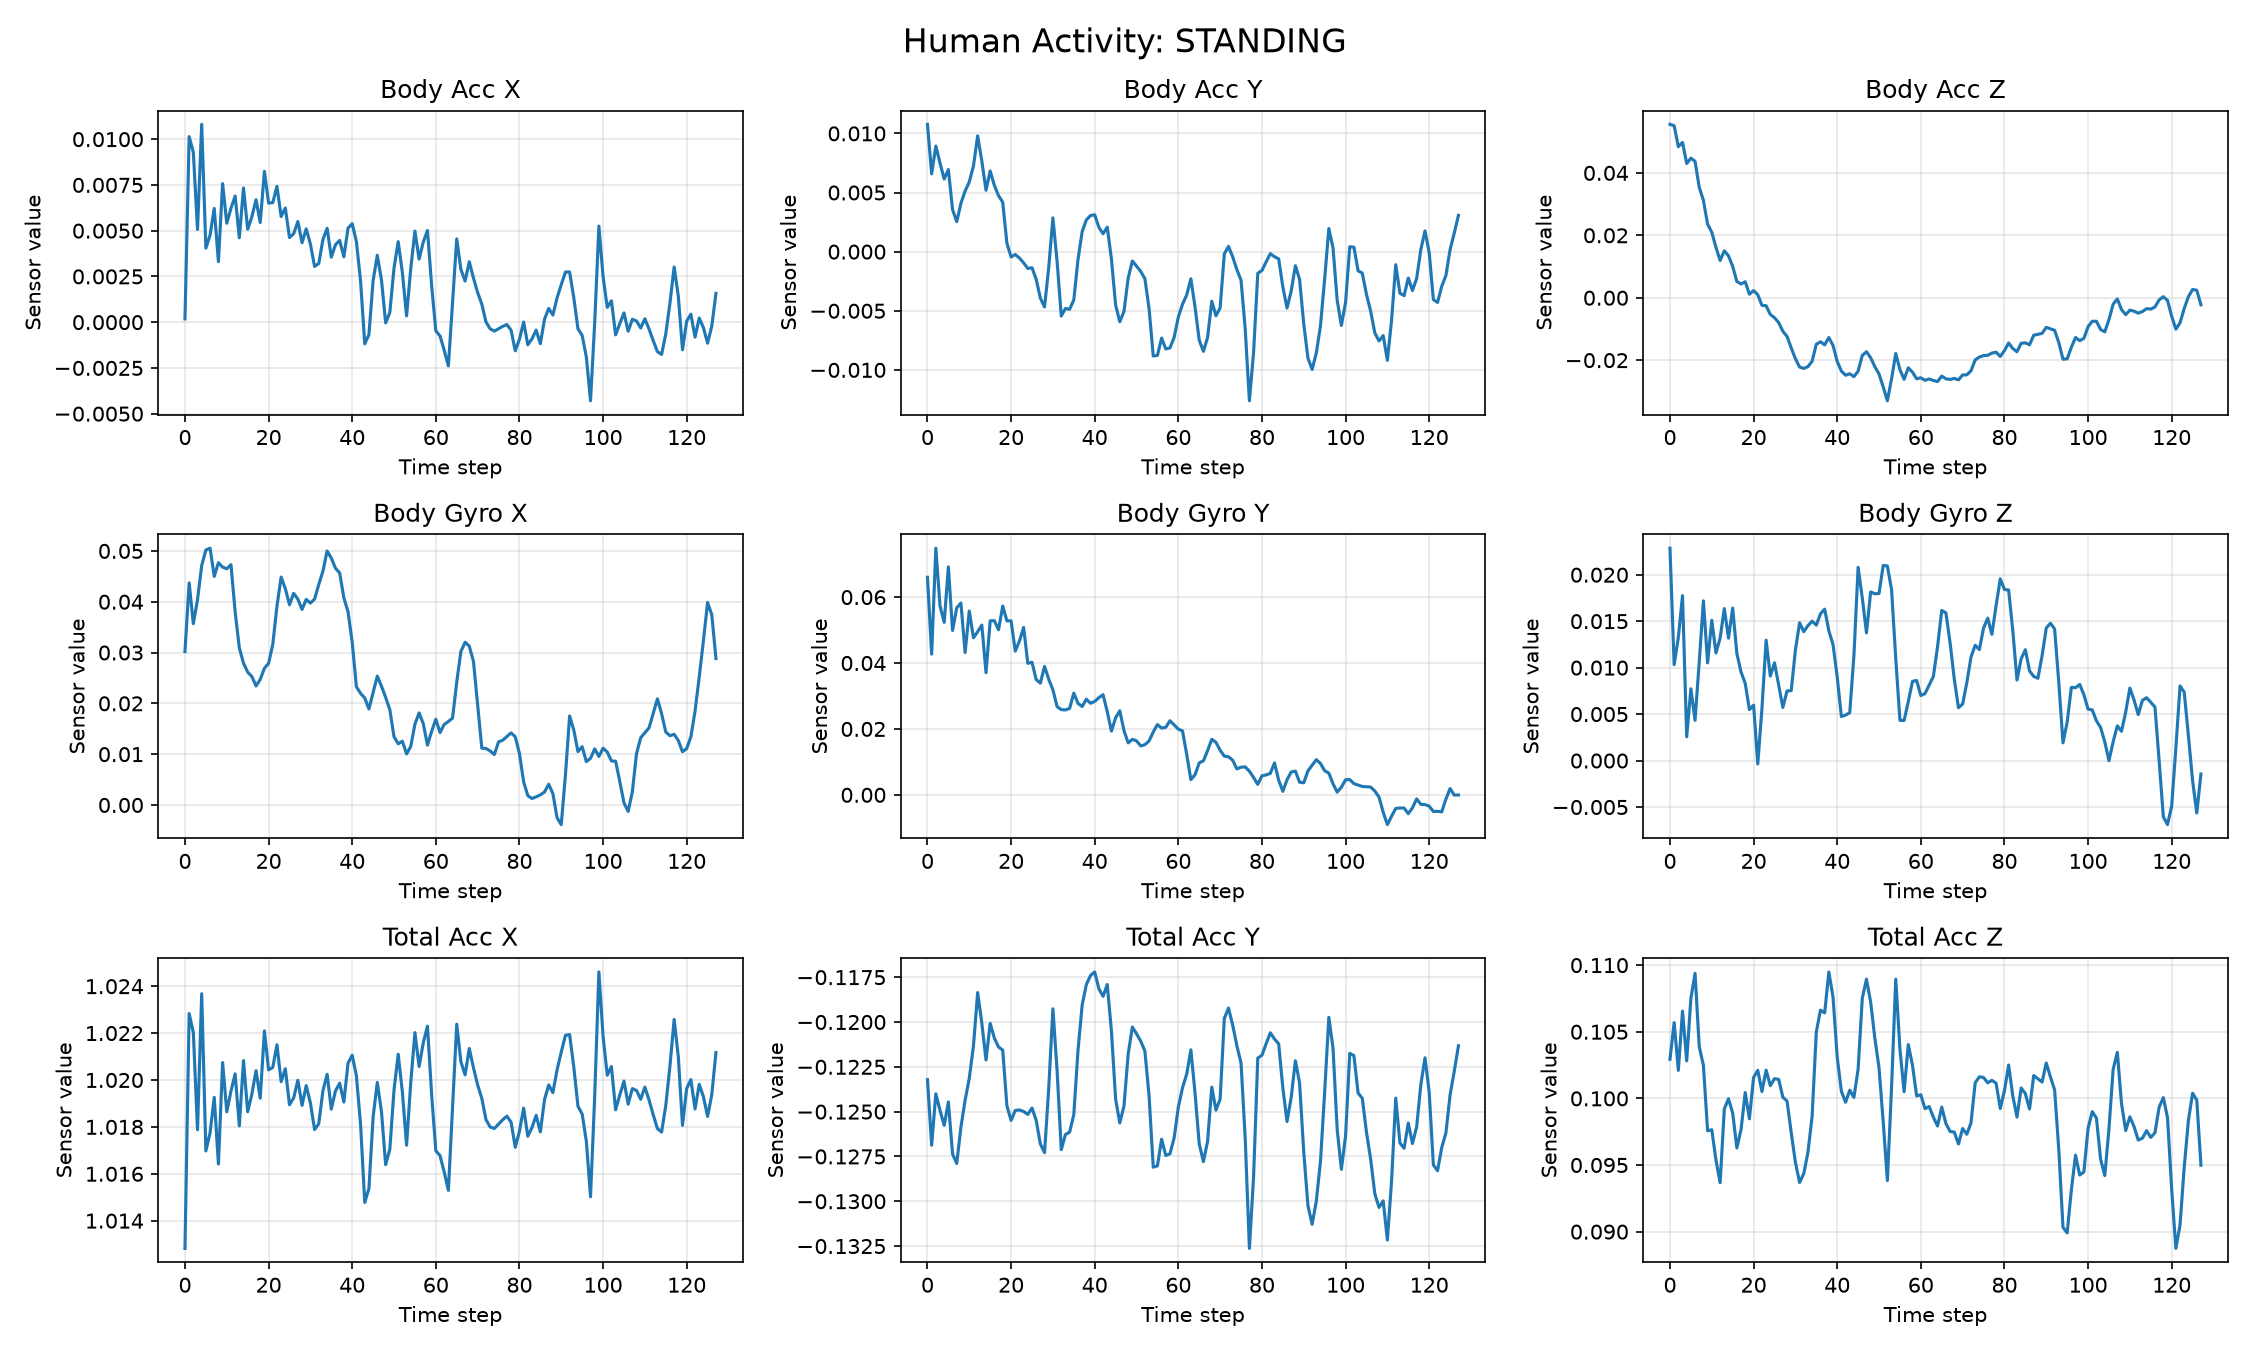 Human Activity: STANDING
Body Acc X
Body Acc Y
Body Acc Z
Sensor value
0.0100
0.0075
0.0050
0.0025
0.0000
−0.0025
−0.0050
0 20 40 60 80 100 120
Time step
Sensor value
0.010
0.005
0.000
−0.005
−0.010
0 20 40 60 80 100 120
Time step
Sensor value
0.04
0.02
0.00
−0.02
0 20 40 60 80 100 120
Time step
Body Gyro X
Body Gyro Y
Body Gyro Z
Sensor value
0.05
0.04
0.03
0.02
0.01
0.00
0 20 40 60 80 100 120
Time step
Sensor value
0.06
0.04
0.02
0.00
0 20 40 60 80 100 120
Time step
Sensor value
0.020
0.015
0.010
0.005
0.000
−0.005
0 20 40 60 80 100 120
Time step
Total Acc X
Total Acc Y
Total Acc Z
Sensor value
1.024
1.022
1.020
1.018
1.016
1.014
0 20 40 60 80 100 120
Time step
Sensor value
−0.1175
−0.1200
−0.1225
−0.1250
−0.1275
−0.1300
−0.1325
0 20 40 60 80 100 120
Time step
Sensor value
0.110
0.105
0.100
0.095
0.090
0 20 40 60 80 100 120
Time step